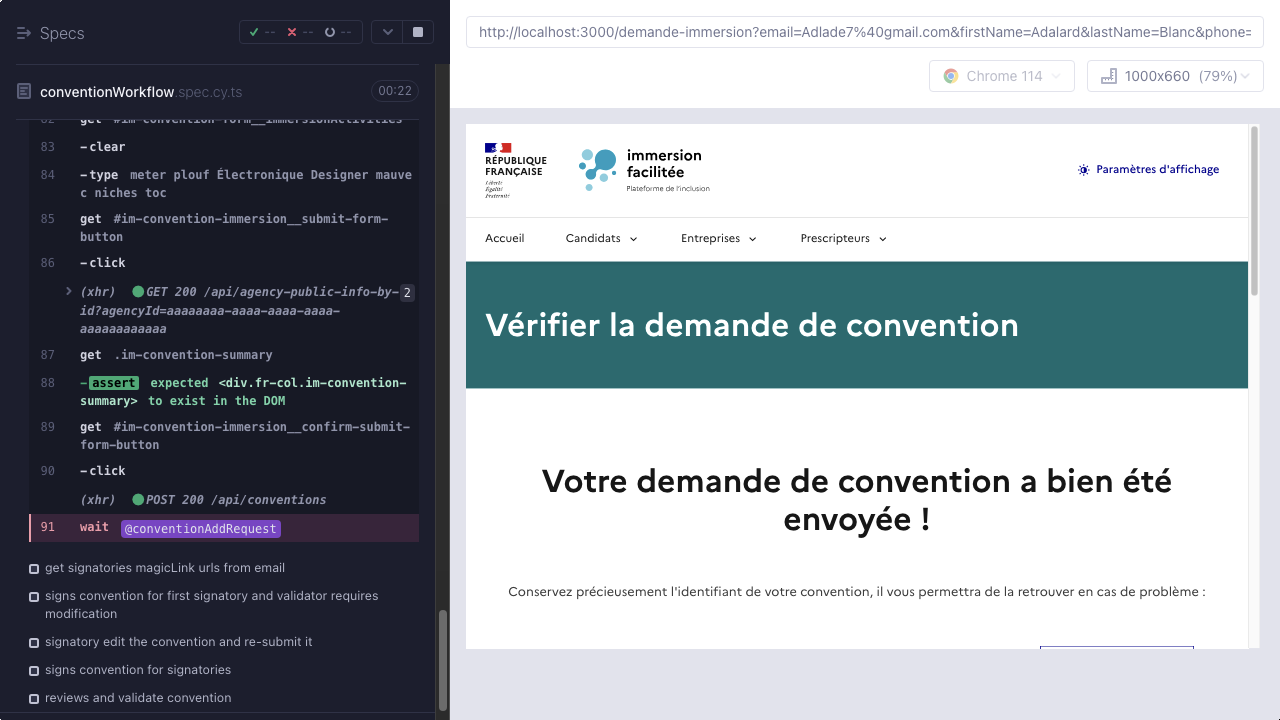 Specs
-- -- --
conventionWorkflow.spec.cy.ts 00:22
82 get #im-convention-form__immersionActivities
83 -clear
84 -type meter plouf Électronique Designer mauve
c niches toc
85 get #im-convention-immersion__submit-form-
button
86 -click
(xhr) GET 200 /api/agency-public-info-by- 2
id?agencyId=aaaaaaaa-aaaa-aaaa-aaaa-
aaaaaaaaaaaa
87 get .im-convention-summary
88 -assert expected <div.fr-col.im-convention-
summary> to exist in the DOM
89 get #im-convention-immersion__confirm-submit-
form-button
90 -click
(xhr) POST 200 /api/conventions
91 wait @conventionAddRequest
get signatories magicLink urls from email
signs convention for first signatory and validator requires
modification
signatory edit the convention and re-submit it
signs convention for signatories
reviews and validate convention
http://localhost:3000/demande-immersion?email=Adlade7%40gmail.com&firstName=Adalard&lastName=Blanc&phone=
Chrome 114
1000x660 (79%)
RÉPUBLIQUE
FRANÇAISE
Liberté
Égalité
Fraternité
immersion
facilitée
Plateforme de l'inclusion
Paramètres d'affichage
Accueil Candidats Entreprises Prescripteurs
Vérifier la demande de convention
Votre demande de convention a bien été
envoyée !
Conservez précieusement l'identifiant de votre convention, il vous permettra de la retrouver en cas de problème :